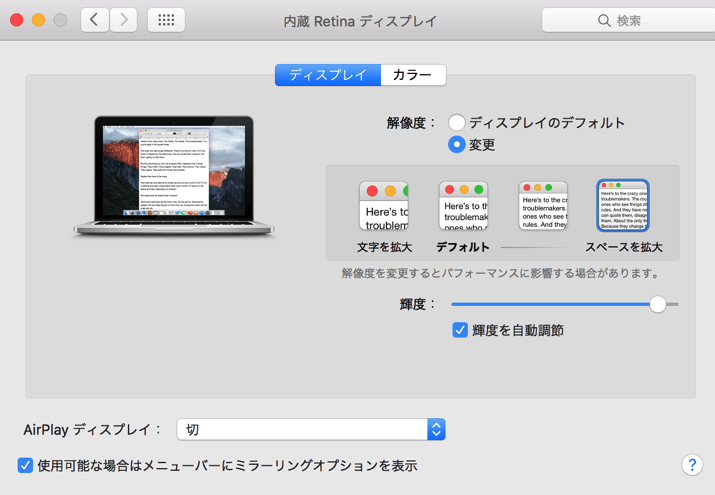 内蔵 Retina ディスプレイ
検索
ディスプレイ
カラー
解像度：
ディスプレイのデフォルト
変更
Here's to
troublem
Here's to th
troublemak
ones who s
Here's to the cr
troublemakers.
ones who see t
rules. And they
Here's to the crazy one
troublemakers. The rou
ones who see things dif
rules. And they have no
can quote them, disagr
them. About the only th
Because they change t
文字を拡大
デフォルト
スペースを拡大
解像度を変更するとパフォーマンスに影響する場合があります。
輝度：
輝度を自動調節
AirPlay ディスプレイ：
切
使用可能な場合はメニューバーにミラーリングオプションを表示
?